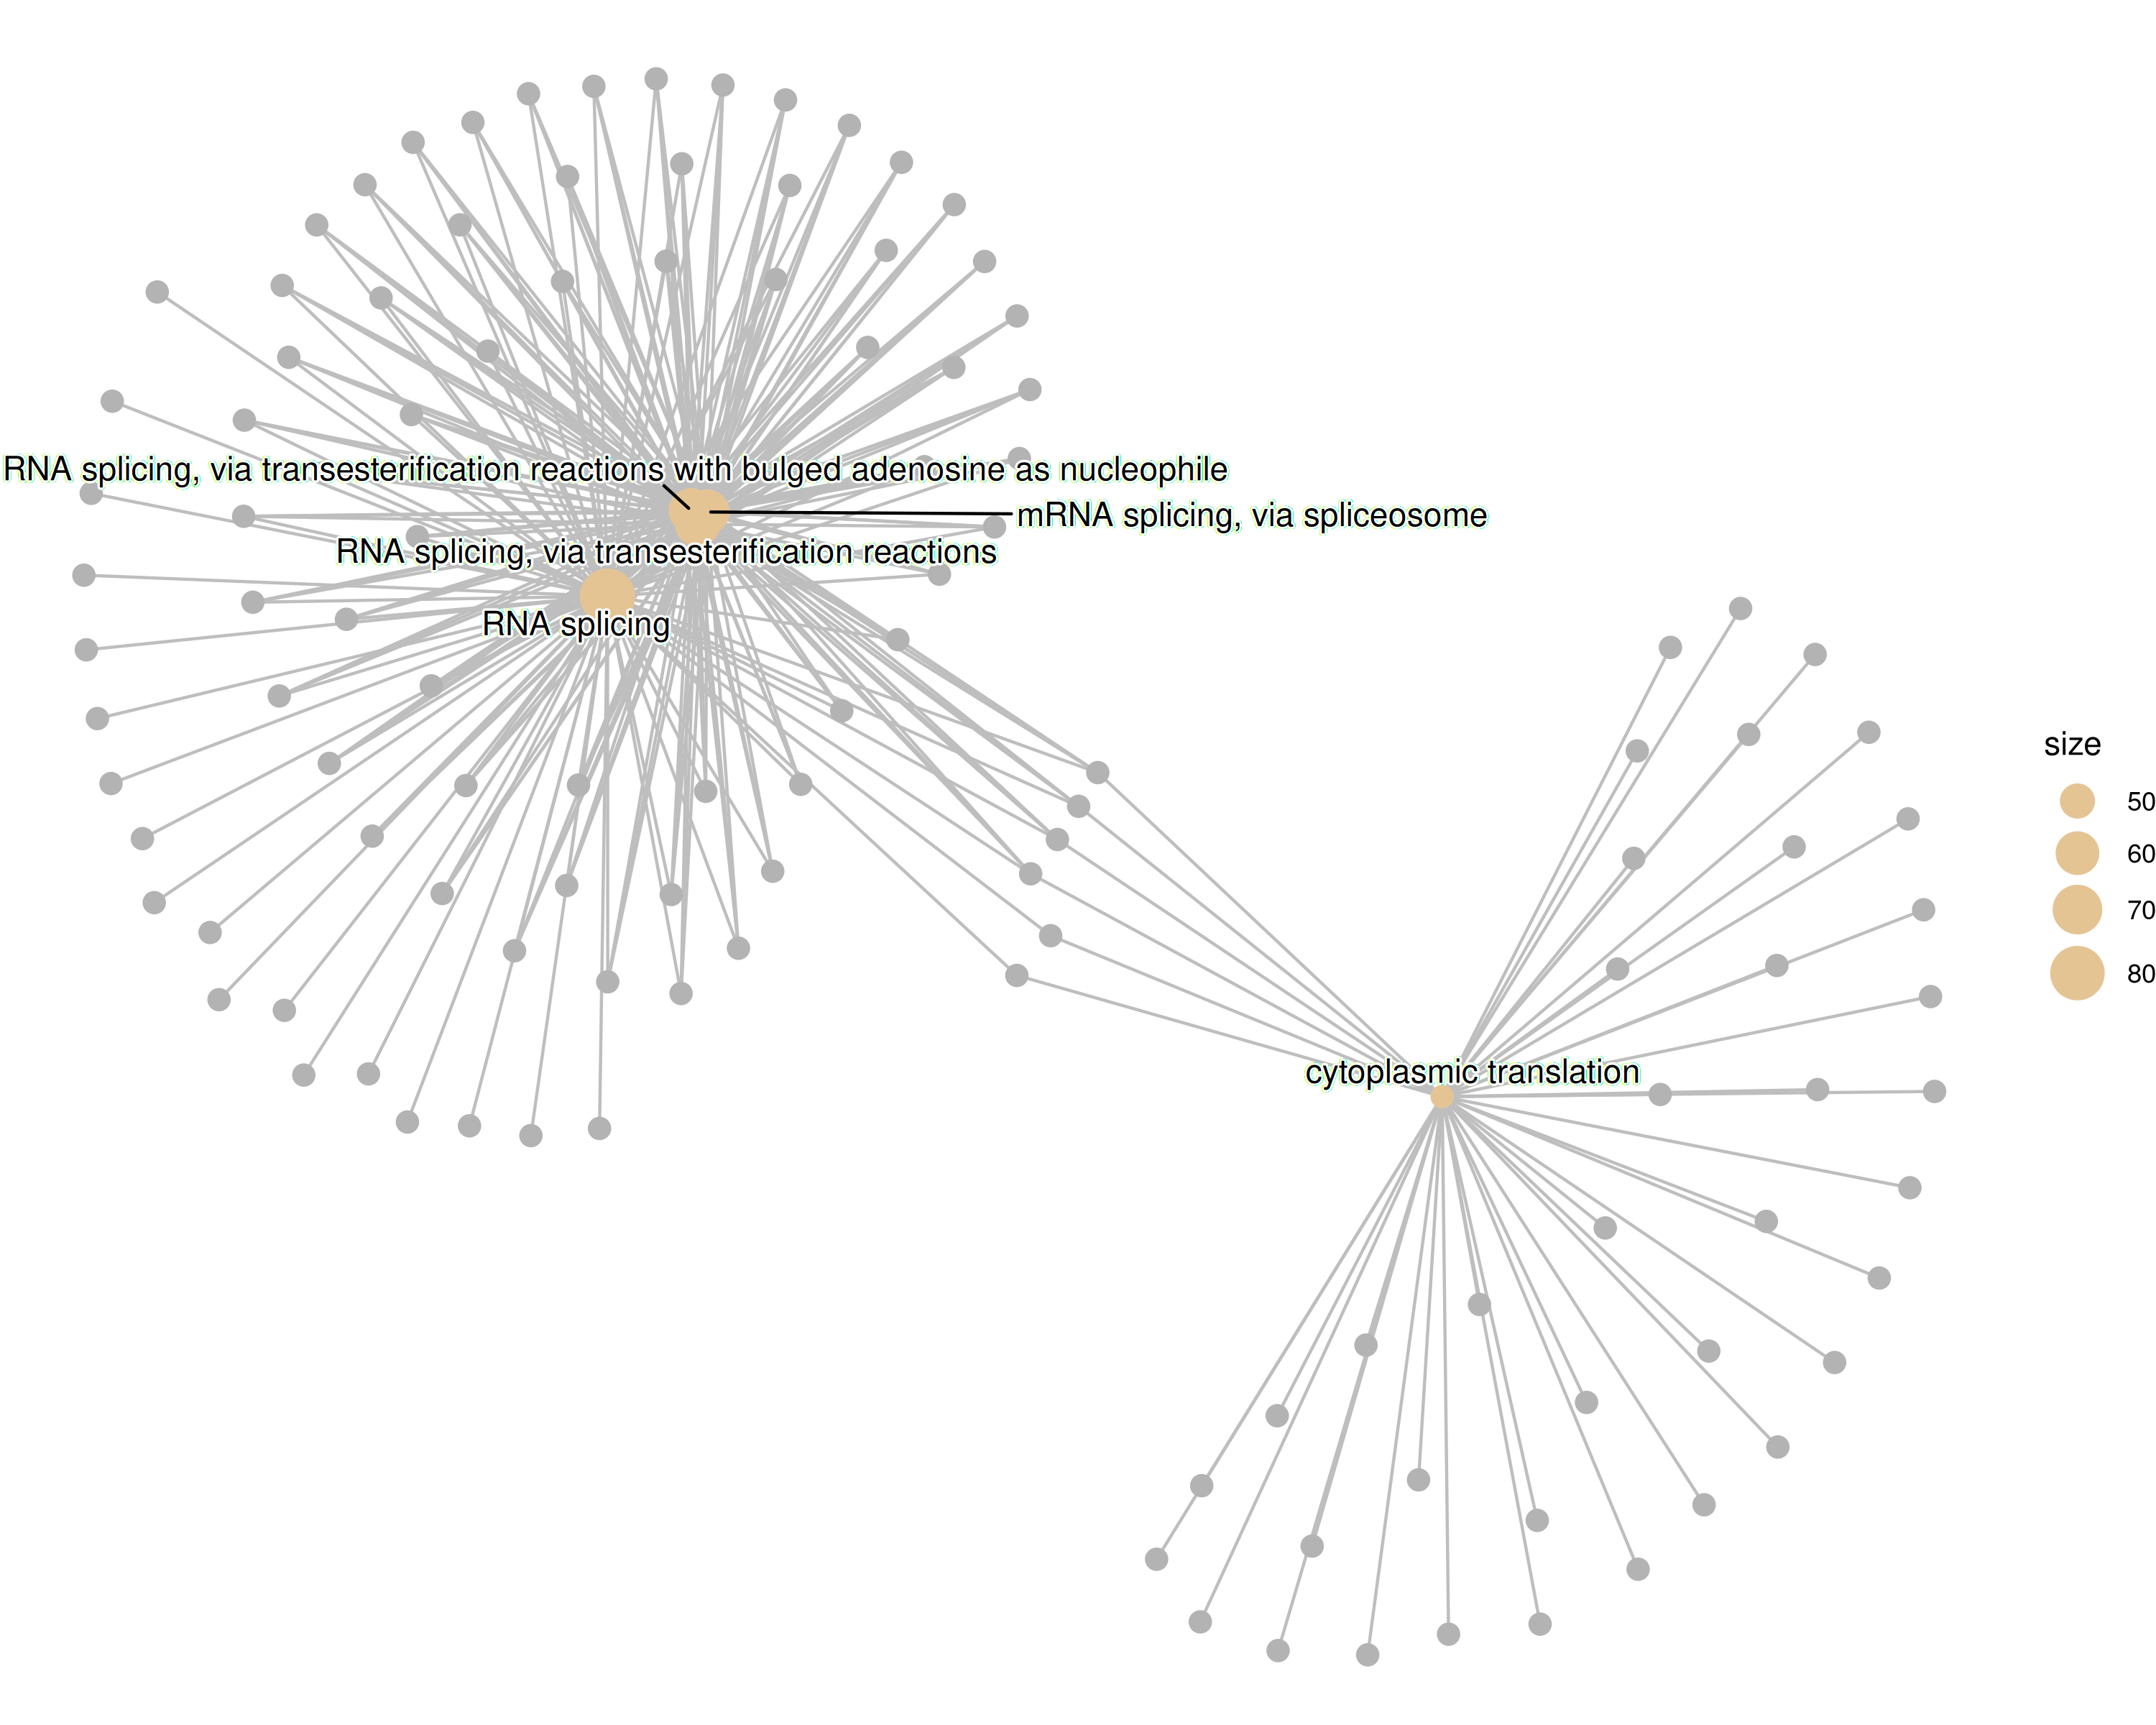 RNA splicing, via transesterification reactions with bulged adenosine as nucleophile
mRNA splicing, via spliceosome
RNA splicing, via transesterification reactions
RNA splicing
cytoplasmic translation
size
50
60
70
80